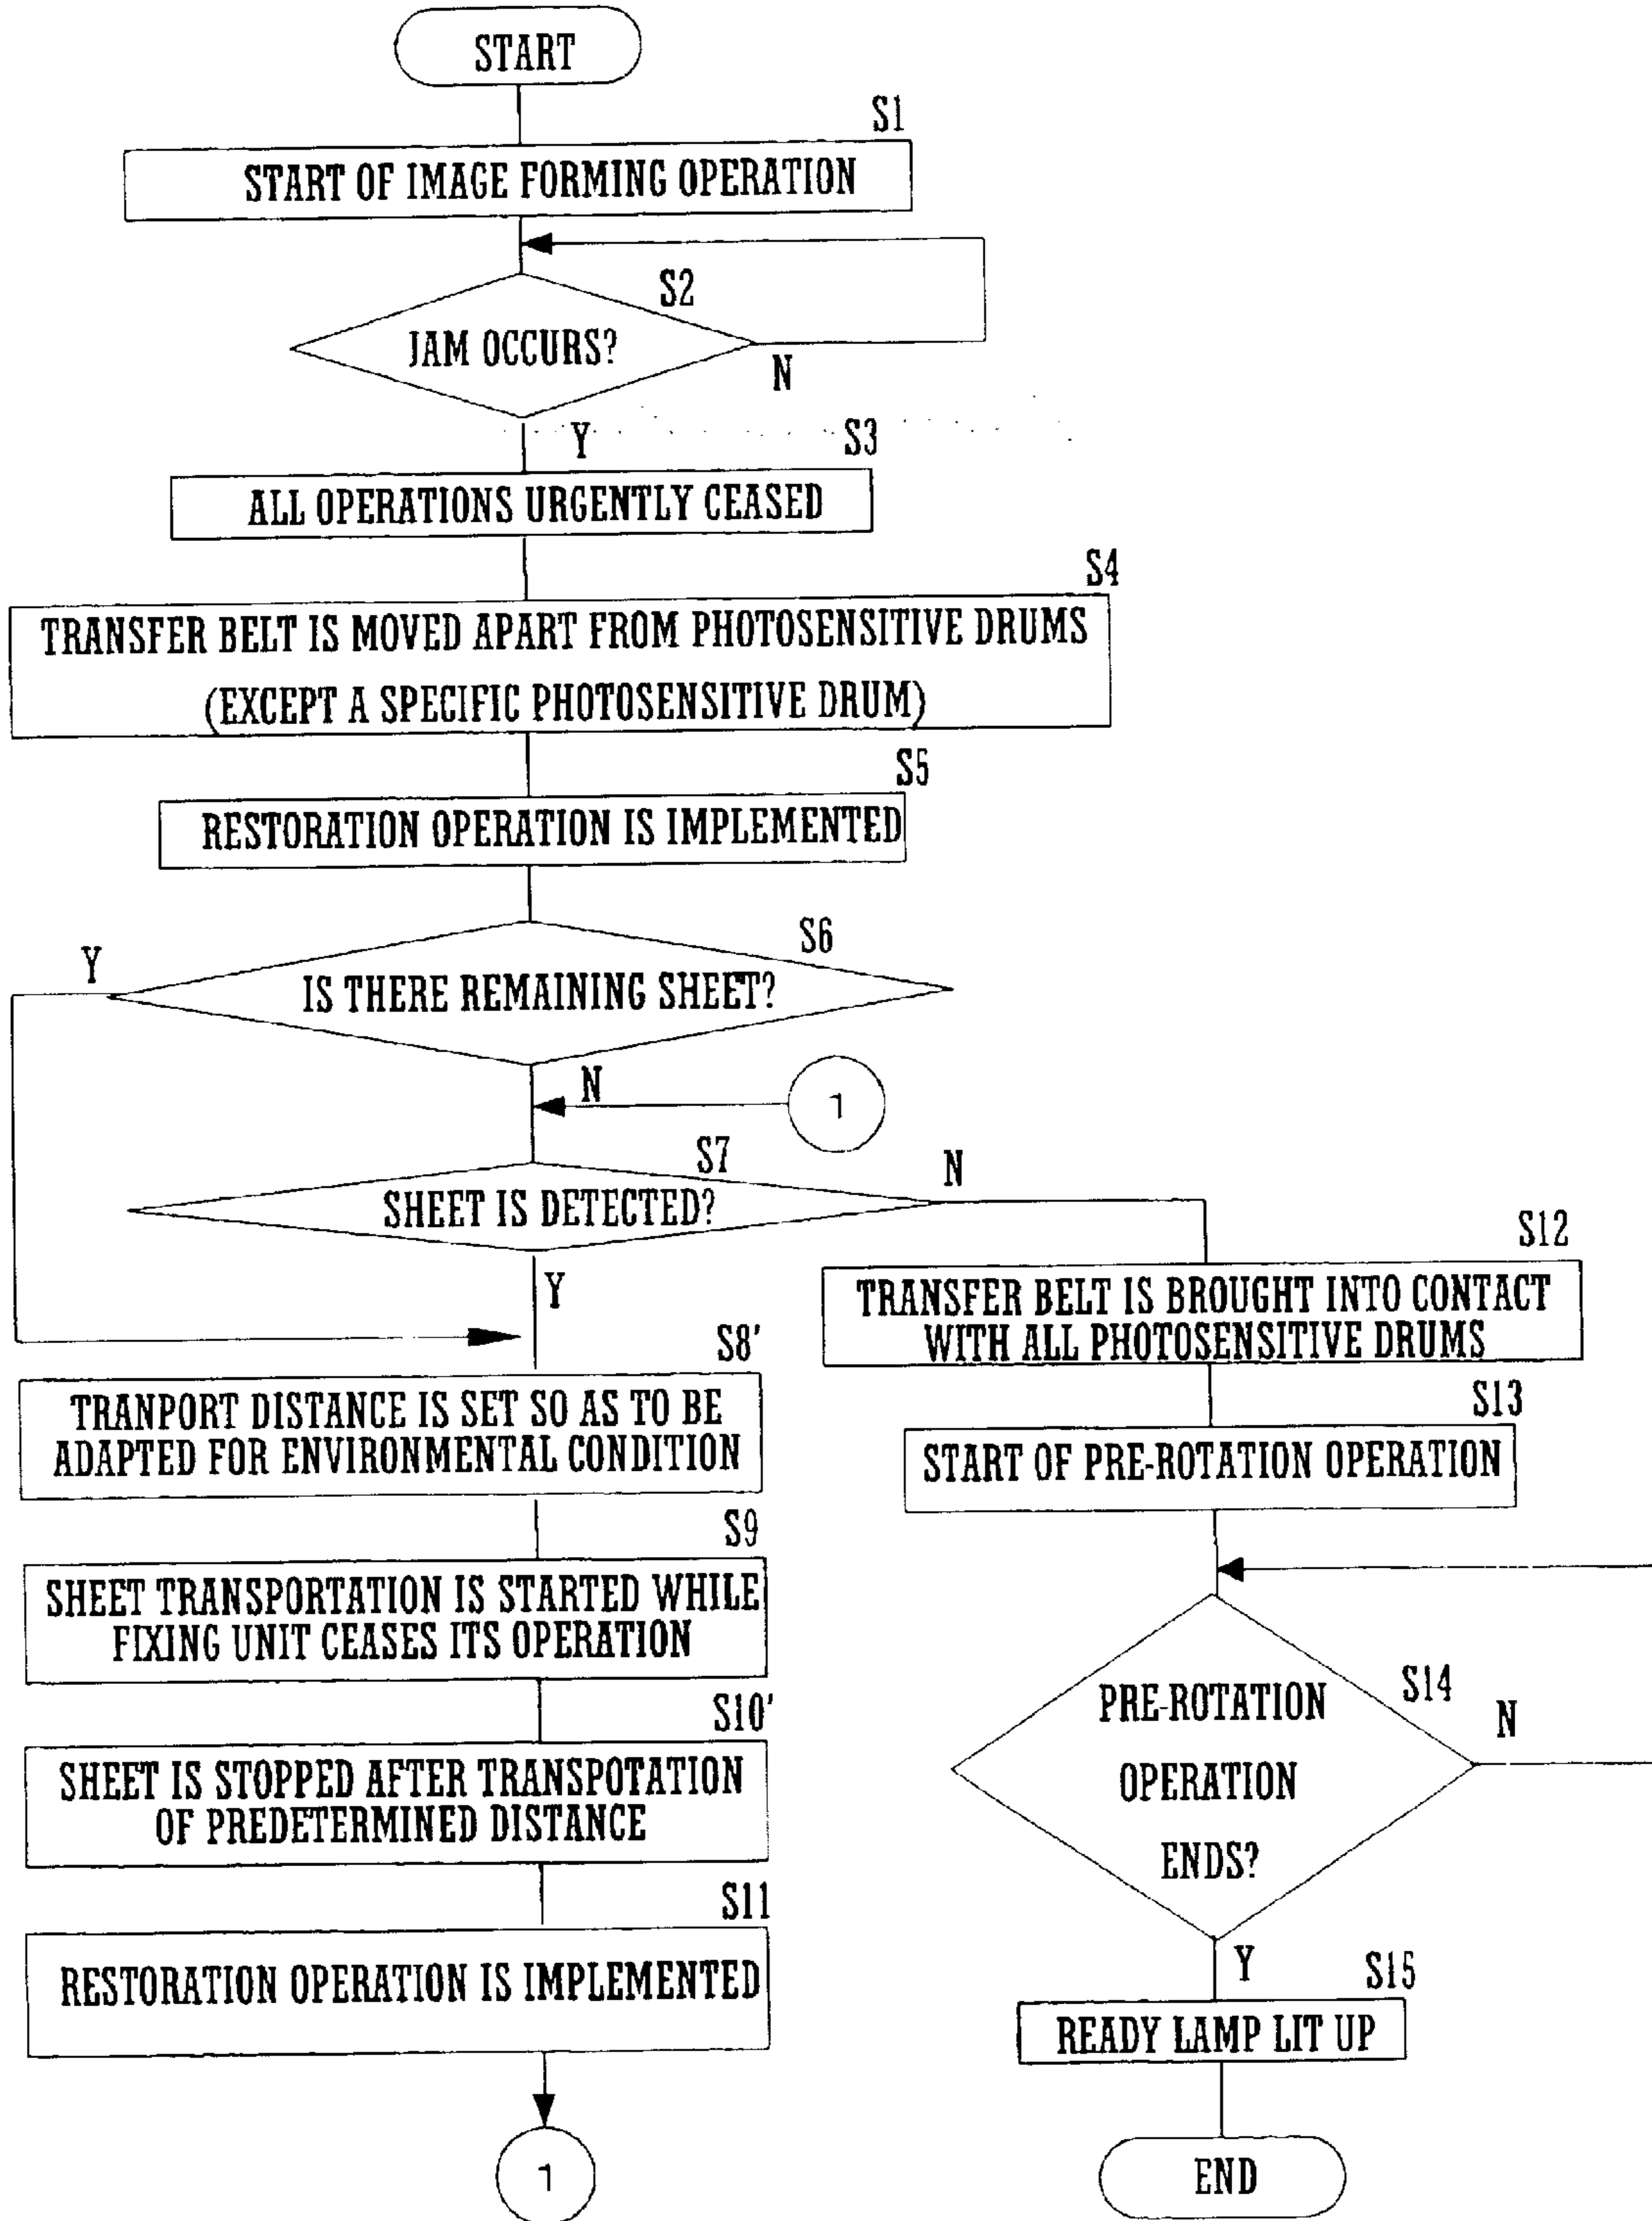 START
S1
START OF IMAGE FORMING OPERATION
S2
JAM OCCURS?
N
Y
S3
ALL OPERATIONS URGENTLY CEASED
S4
TRANSFER BELT IS MOVED APART FROM PHOTOSENSITIVE DRUMS
(EXCEPT A SPECIFIC PHOTOSENSITIVE DRUM)
S5
RESTORATION OPERATION IS IMPLEMENTED
S6
Y
IS THERE REMAINING SHEET?
N
1
S7
N
SHEET IS DETECTED?
Y
S8'
TRANPORT DISTANCE IS SET SO AS TO BE
ADAPTED FOR ENVIRONMENTAL CONDITION
S9
SHEET TRANSPORTATION IS STARTED WHILE
FIXING UNIT CEASES ITS OPERATION
S10'
SHEET IS STOPPED AFTER TRANSPOTATION
OF PREDETERMINED DISTANCE
S11
RESTORATION OPERATION IS IMPLEMENTED
1
S12
TRANSFER BELT IS BROUGHT INTO CONTACT
WITH ALL PHOTOSENSITIVE DRUMS
S13
START OF PRE-ROTATION OPERATION
S14
PRE-ROTATION
OPERATION
ENDS?
N
Y
S15
READY LAMP LIT UP
END